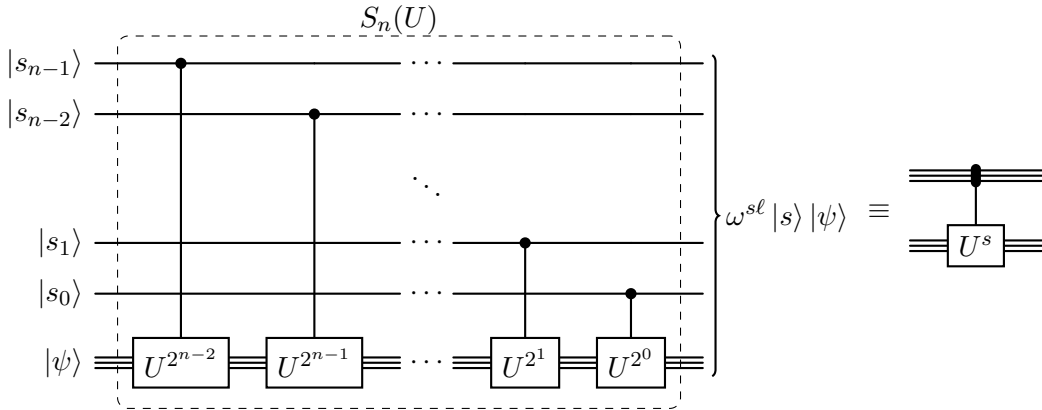 S_n(U)
|s_{n−1}⟩ ···
|s_{n−2}⟩ ···
⋱
ω^{sℓ} |s⟩ |ψ⟩ ≡ U^s
|s_1⟩ ···
|s_0⟩ ···
|ψ⟩ U^{2^{n−2}} U^{2^{n−1}} ··· U^{2^1} U^{2^0}